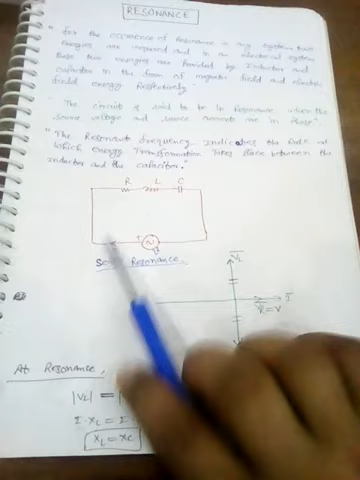 RESONANCE
" For the occurence of Resonance in any system two
energies are required and in an electrical system
these two energies are Provided by Inductor and
capacitor in the form of magnetic field and electric
field energy Respectively.
" The circuit is said to be in Resonance when the
source voltage and source current are in Phase"
"The Resonant frequency Indicates the Rate at
which Energy Transformation Takes place between the
inductor and the capacitor."
R L C
Series Resonance
VL
I
VR=V
At Resonance,
|VL| = |
I·XL = I·
XL = XC